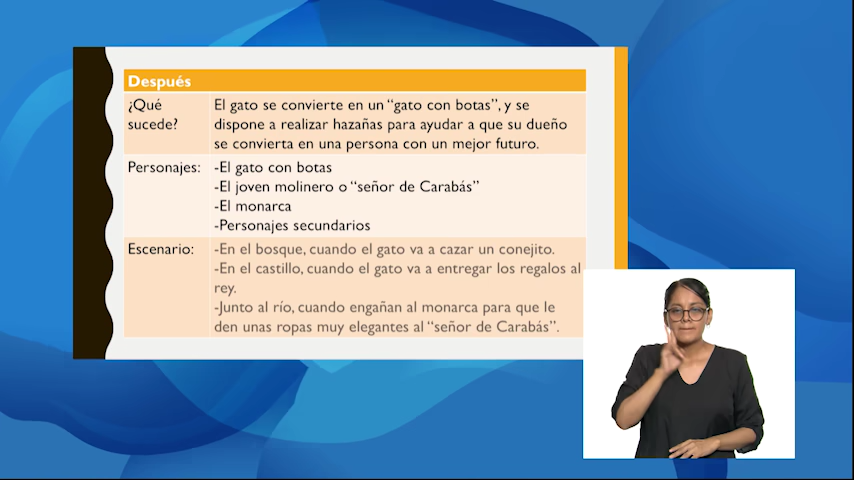 Después
¿Qué
sucede?
El gato se convierte en un “gato con botas”, y se
dispone a realizar hazañas para ayudar a que su dueño
se convierta en una persona con un mejor futuro.
Personajes:
-El gato con botas
-El joven molinero o “señor de Carabás”
-El monarca
-Personajes secundarios
Escenario:
-En el bosque, cuando el gato va a cazar un conejito.
-En el castillo, cuando el gato va a entregar los regalos al
rey.
-Junto al río, cuando engañan al monarca para que le
den unas ropas muy elegantes al “señor de Carabás”.